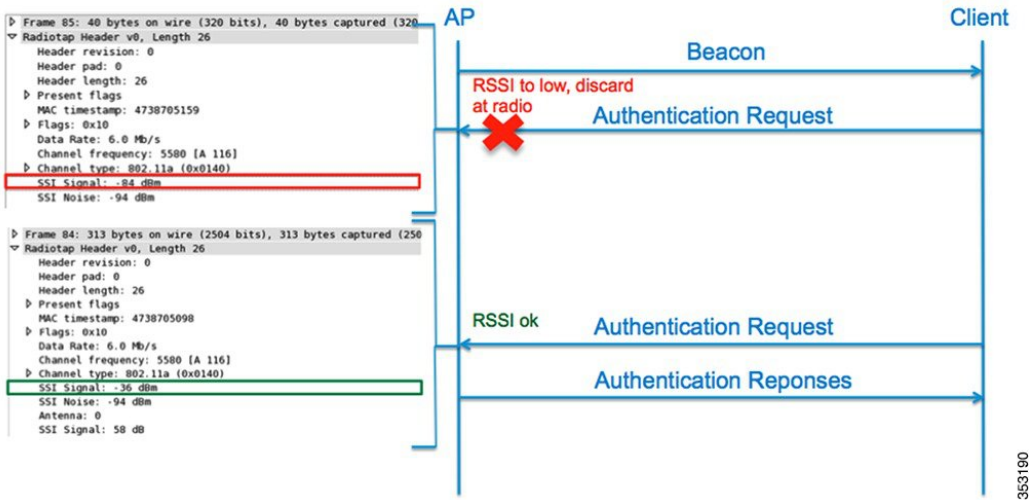 Frame 85: 40 bytes on wire (320 bits), 40 bytes captured (320
Radiotap Header v0, Length 26
Header revision: 0
Header pad: 0
Header length: 26
Present flags
MAC timestamp: 4738705159
Flags: 0x10
Data Rate: 6.0 Mb/s
Channel frequency: 5580 [A 116]
Channel type: 802.11a (0x0140)
SSI Signal: -84 dBm
SSI Noise: -94 dBm
Frame 84: 313 bytes on wire (2504 bits), 313 bytes captured (250
Radiotap Header v0, Length 26
Header revision: 0
Header pad: 0
Header length: 26
Present flags
MAC timestamp: 4738705098
Flags: 0x10
Data Rate: 6.0 Mb/s
Channel frequency: 5580 [A 116]
Channel type: 802.11a (0x0140)
SSI Signal: -36 dBm
SSI Noise: -94 dBm
Antenna: 0
SSI Signal: 58 dB
AP
Client
Beacon
RSSI to low, discard
at radio
Authentication Request
RSSI ok
Authentication Request
Authentication Reponses
353190